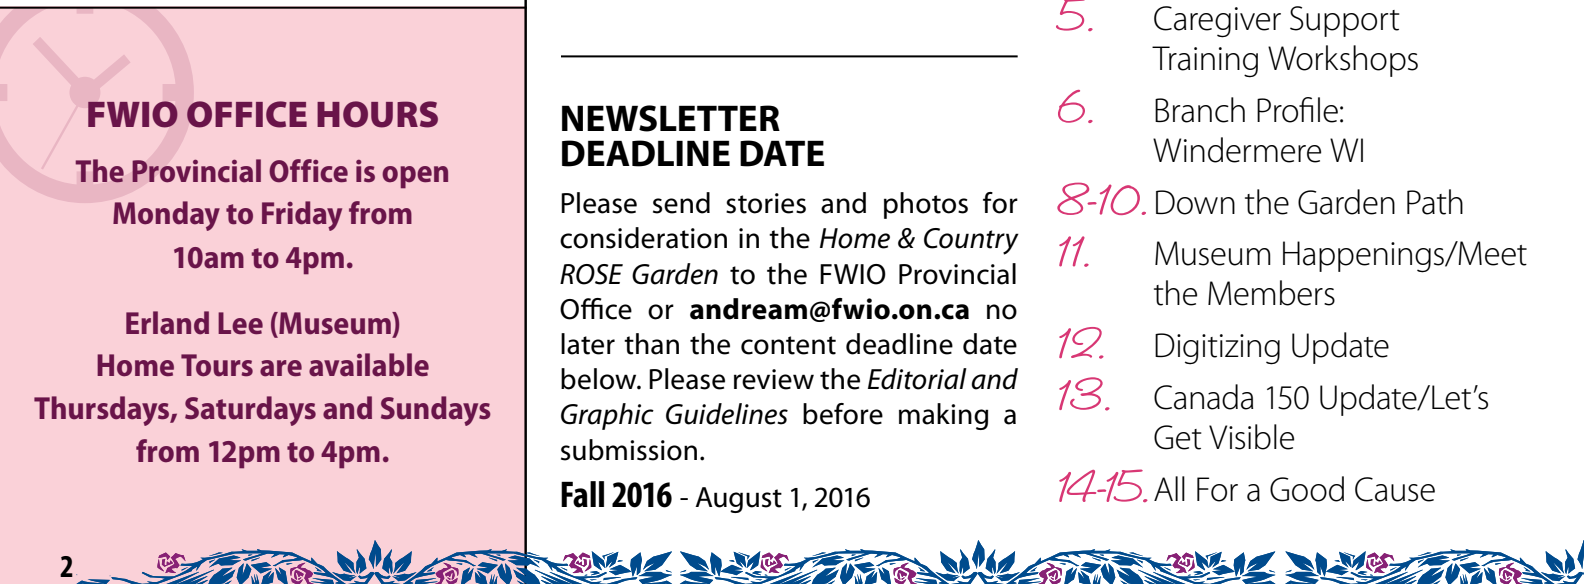 FWIO OFFICE HOURS
The Provincial Office is open
Monday to Friday from
10am to 4pm.
Erland Lee (Museum)
Home Tours are available
Thursdays, Saturdays and Sundays
from 12pm to 4pm.
2
NEWSLETTER
DEADLINE DATE
Please send stories and photos for
consideration in the Home & Country
ROSE Garden to the FWIO Provincial
Office or andream@fwio.on.ca no
later than the content deadline date
below. Please review the Editorial and
Graphic Guidelines before making a
submission.
Fall 2016 - August 1, 2016
5. Caregiver Support
Training Workshops
6. Branch Profile:
Windermere WI
8-10. Down the Garden Path
11. Museum Happenings/Meet
the Members
12. Digitizing Update
13. Canada 150 Update/Let's
Get Visible
14-15. All For a Good Cause